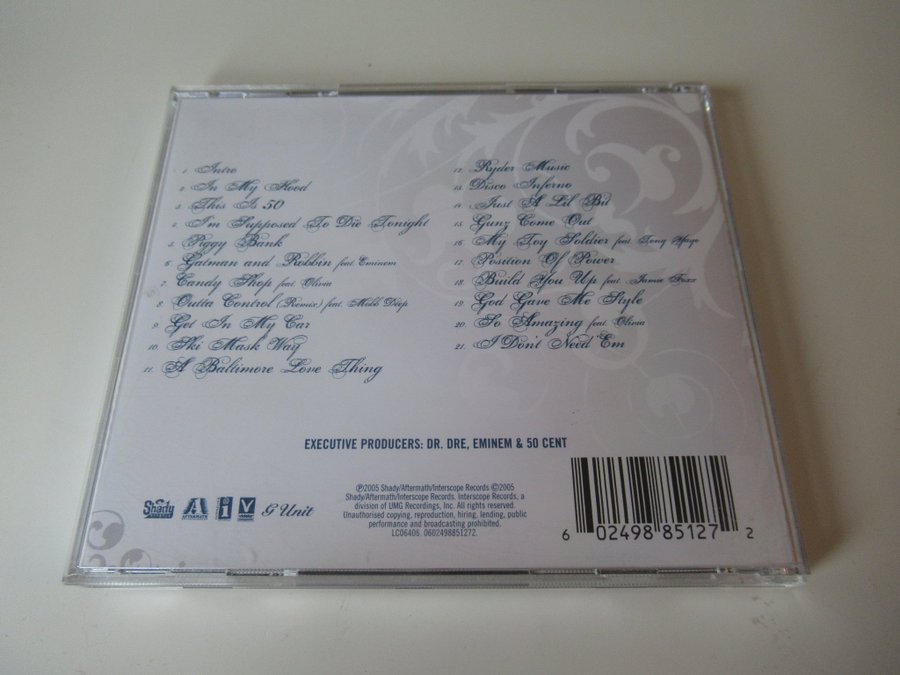 1. Intro
2. In My Hood
3. This Is 50
4. I'm Supposed To Die Tonight
5. Piggy Bank
6. Gatman and Robbin feat. Eminem
7. Candy Shop feat. Olivia
8. Outta Control (Remix) feat. Mobb Deep
9. Get In My Car
10. Ski Mask Way
11. A Baltimore Love Thing
12. Ryder Music
13. Disco Inferno
14. Just A Lil Bit
15. Gunz Come Out
16. My Toy Soldier feat. Tony Yayo
17. Position Of Power
18. Build You Up feat. Jamie Foxx
19. God Gave Me Style
20. So Amazing feat. Olivia
21. I Don't Need Em
EXECUTIVE PRODUCERS: DR. DRE, EMINEM & 50 CENT
Shady
AFTERMATH
G Unit
℗2005 Shady/Aftermath/Interscope Records ©2005
Shady/Aftermath/Interscope Records. Interscope Records, a
division of UMG Recordings, Inc. All rights reserved.
Unauthorised copying, reproduction, hiring, lending, public
performance and broadcasting prohibited.
LC06406. 0602498851272.
6 02498 85127 2